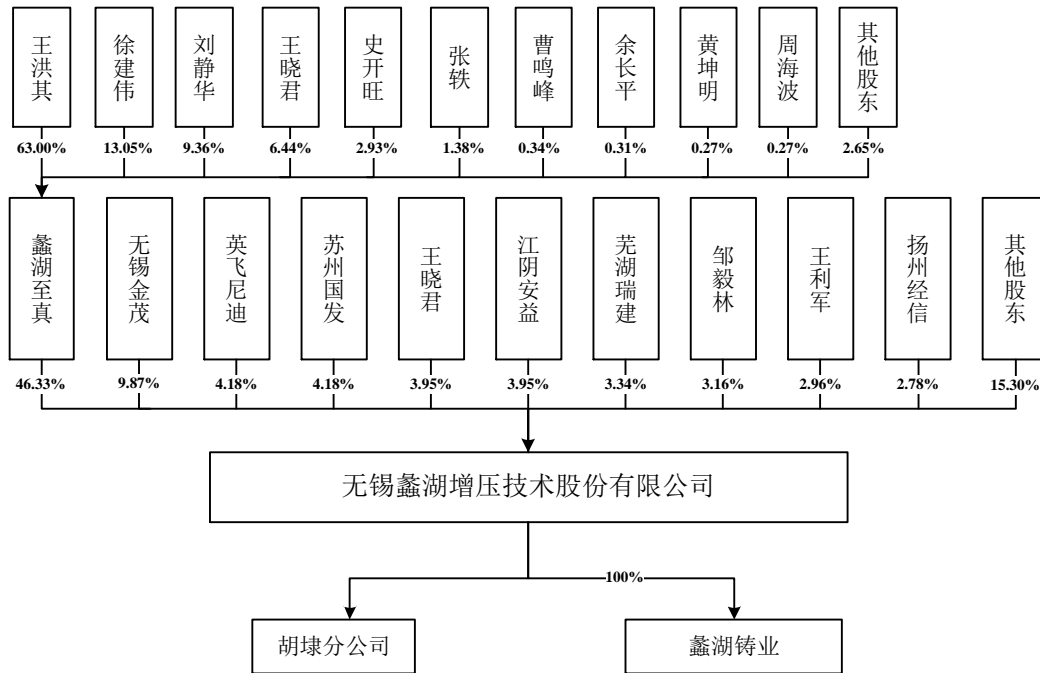 王洪其
徐建伟
刘静华
王晓君
史开旺
张轶
曹鸣峰
余长平
黄坤明
周海波
其他股东
63.00%
13.05%
9.36%
6.44%
2.93%
1.38%
0.34%
0.31%
0.27%
0.27%
2.65%
蠡湖至真
无锡金茂
英飞尼迪
苏州国发
王晓君
江阴安益
芜湖瑞建
邹毅林
王利军
扬州经信
其他股东
46.33%
9.87%
4.18%
4.18%
3.95%
3.95%
3.34%
3.16%
2.96%
2.78%
15.30%
无锡蠡湖增压技术股份有限公司
100%
胡埭分公司
蠡湖铸业